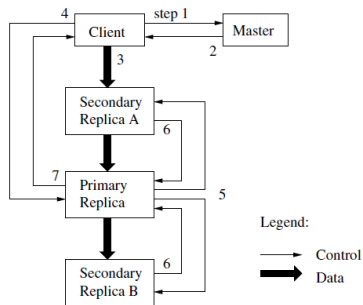 4
Client
step 1
Master
2
3
Secondary
Replica A
6
7
Primary
Replica
5
Legend:
Control
Data
6
Secondary
Replica B